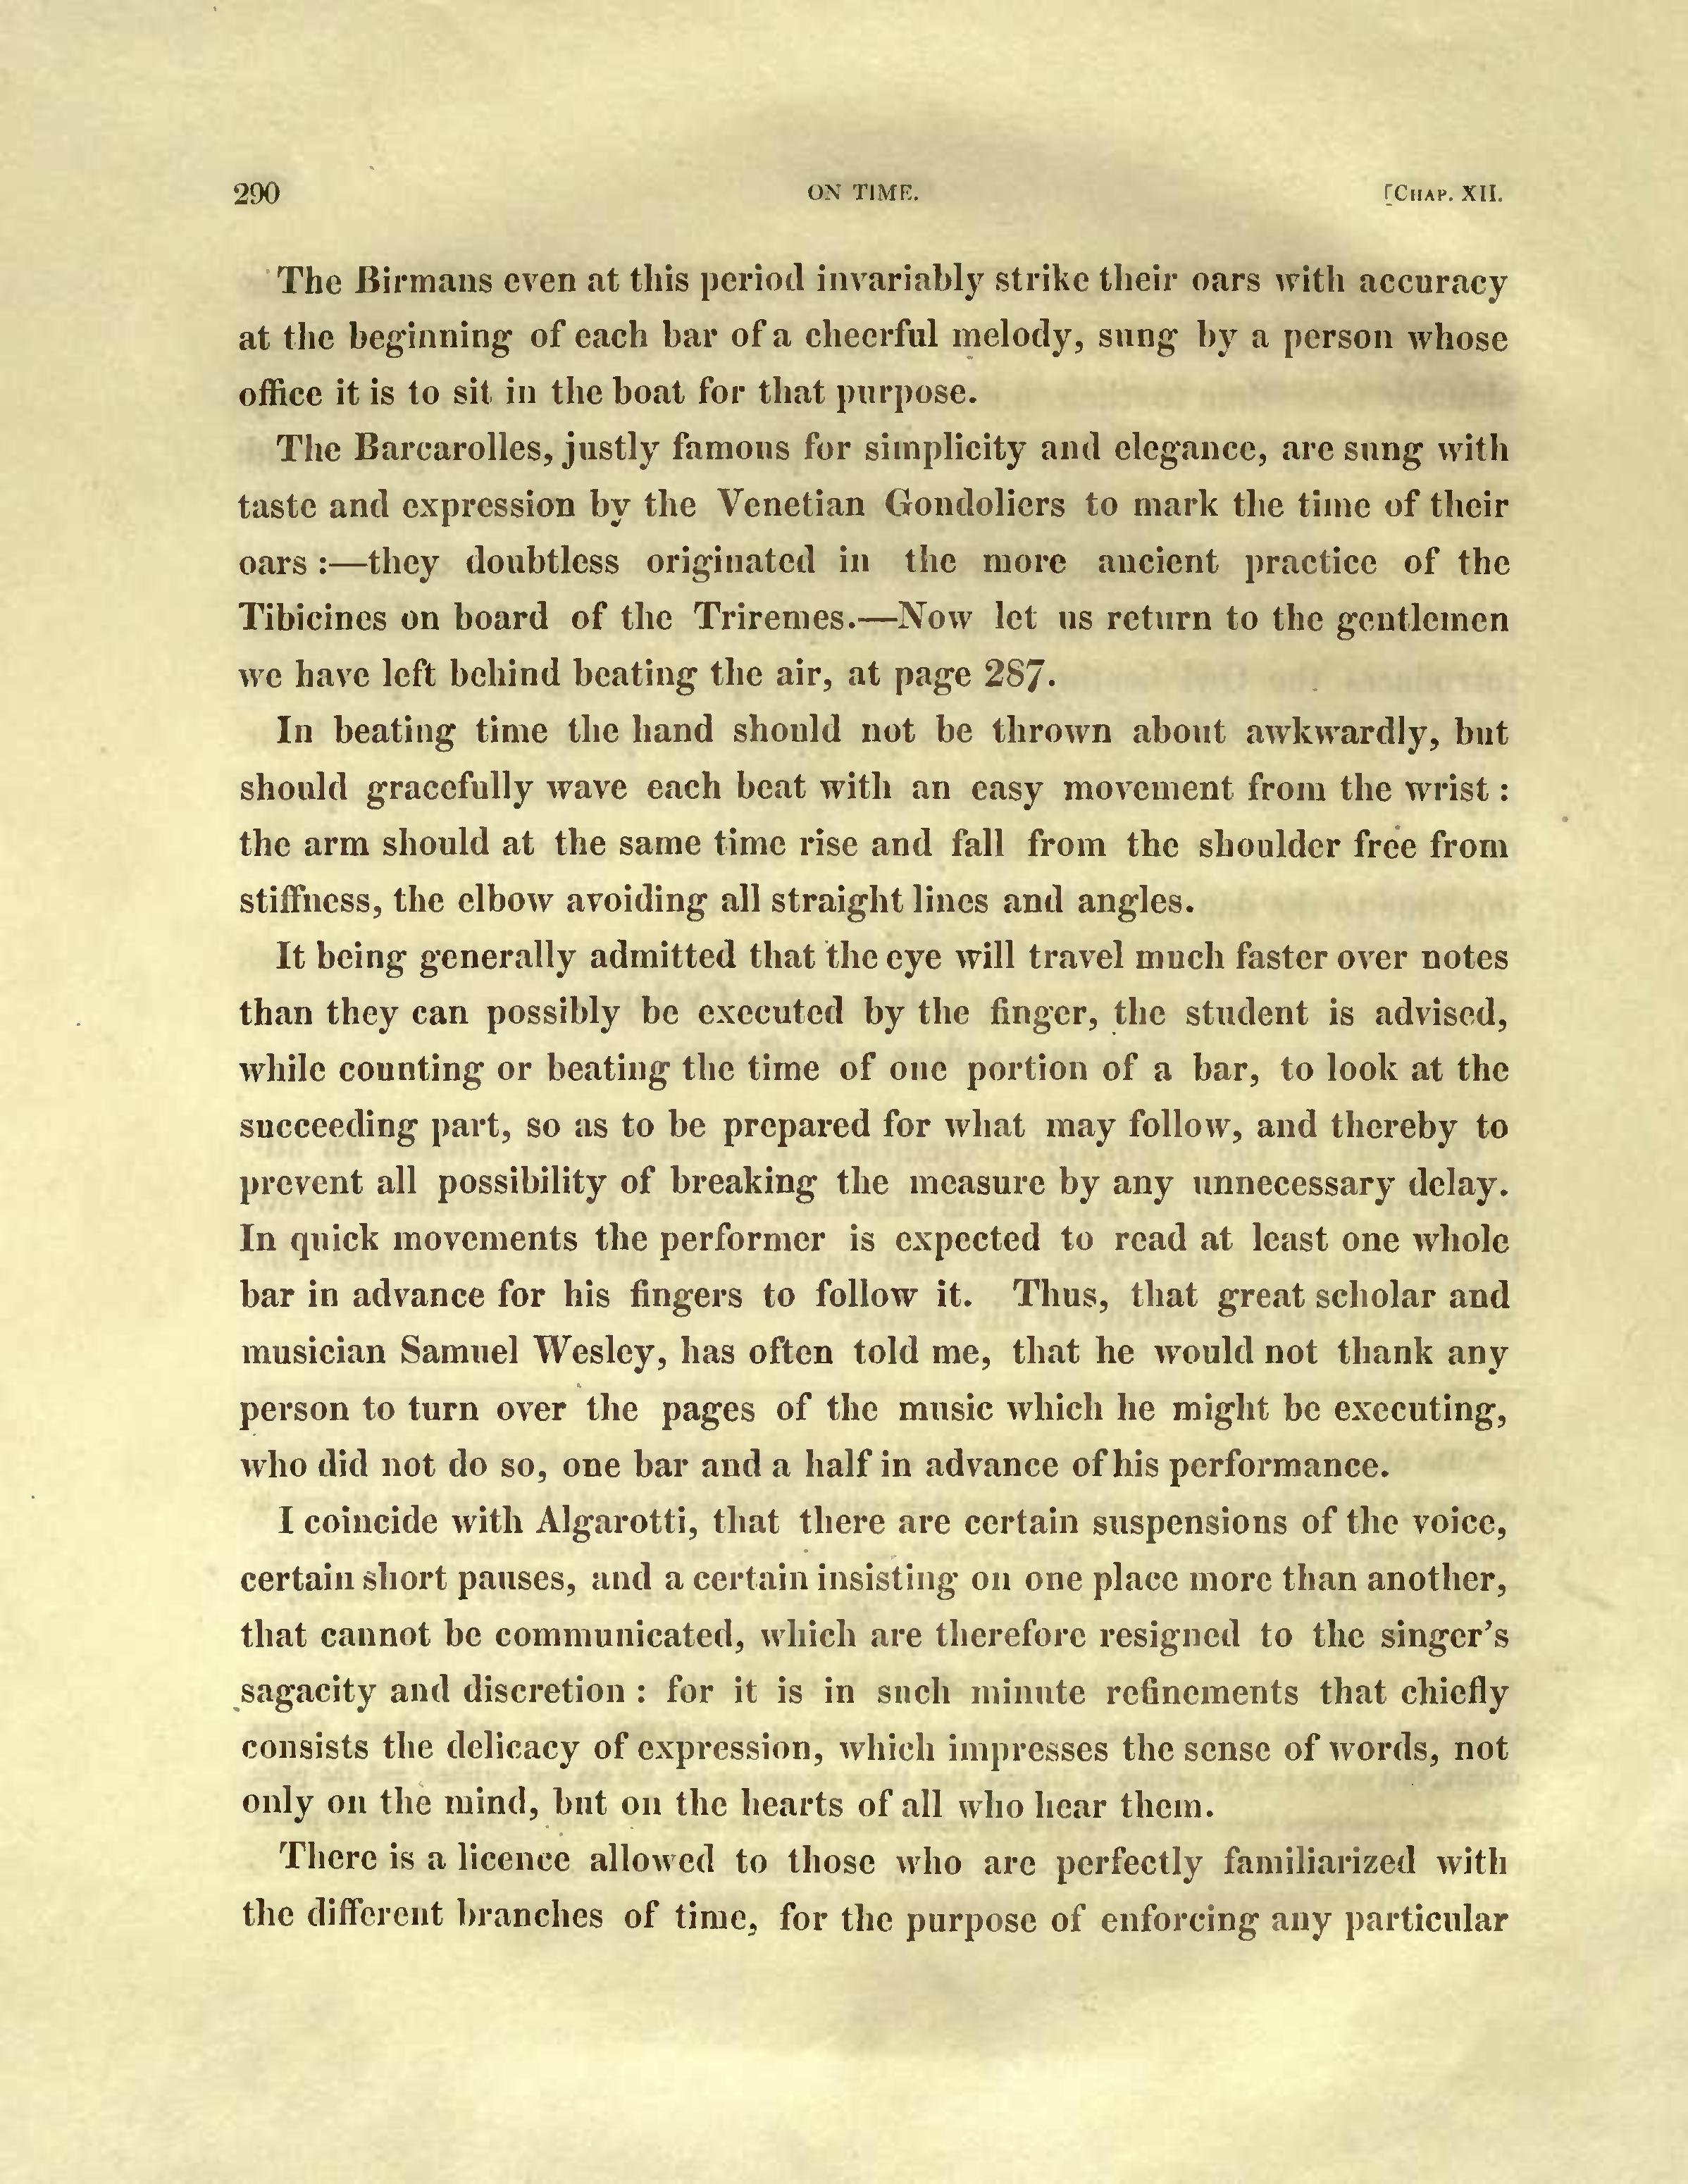 290 ON TIME. [CHAP. XII.
The Birmans even at this period invariably strike their oars with accuracy
at the beginning of each bar of a cheerful melody, sung by a person whose
office it is to sit in the boat for that purpose.
The Barcarolles, justly famous for simplicity and elegance, are sung with
taste and expression by the Venetian Gondoliers to mark the time of their
oars :—they doubtless originated in the more ancient practice of the
Tibicines on board of the Triremes.—Now let us return to the gentlemen
we have left behind beating the air, at page 287.
In beating time the hand should not be thrown about awkwardly, but
should gracefully wave each beat with an easy movement from the wrist :
the arm should at the same time rise and fall from the shoulder free from
stiffness, the elbow avoiding all straight lines and angles.
It being generally admitted that the eye will travel much faster over notes
than they can possibly be executed by the finger, the student is advised,
while counting or beating the time of one portion of a bar, to look at the
succeeding part, so as to be prepared for what may follow, and thereby to
prevent all possibility of breaking the measure by any unnecessary delay.
In quick movements the performer is expected to read at least one whole
bar in advance for his fingers to follow it. Thus, that great scholar and
musician Samuel Wesley, has often told me, that he would not thank any
person to turn over the pages of the music which he might be executing,
who did not do so, one bar and a half in advance of his performance.
I coincide with Algarotti, that there are certain suspensions of the voice,
certain short pauses, and a certain insisting on one place more than another,
that cannot be communicated, which are therefore resigned to the singer's
sagacity and discretion : for it is in such minute refinements that chiefly
consists the delicacy of expression, which impresses the sense of words, not
only on the mind, but on the hearts of all who hear them.
There is a licence allowed to those who are perfectly familiarized with
the different branches of time, for the purpose of enforcing any particular